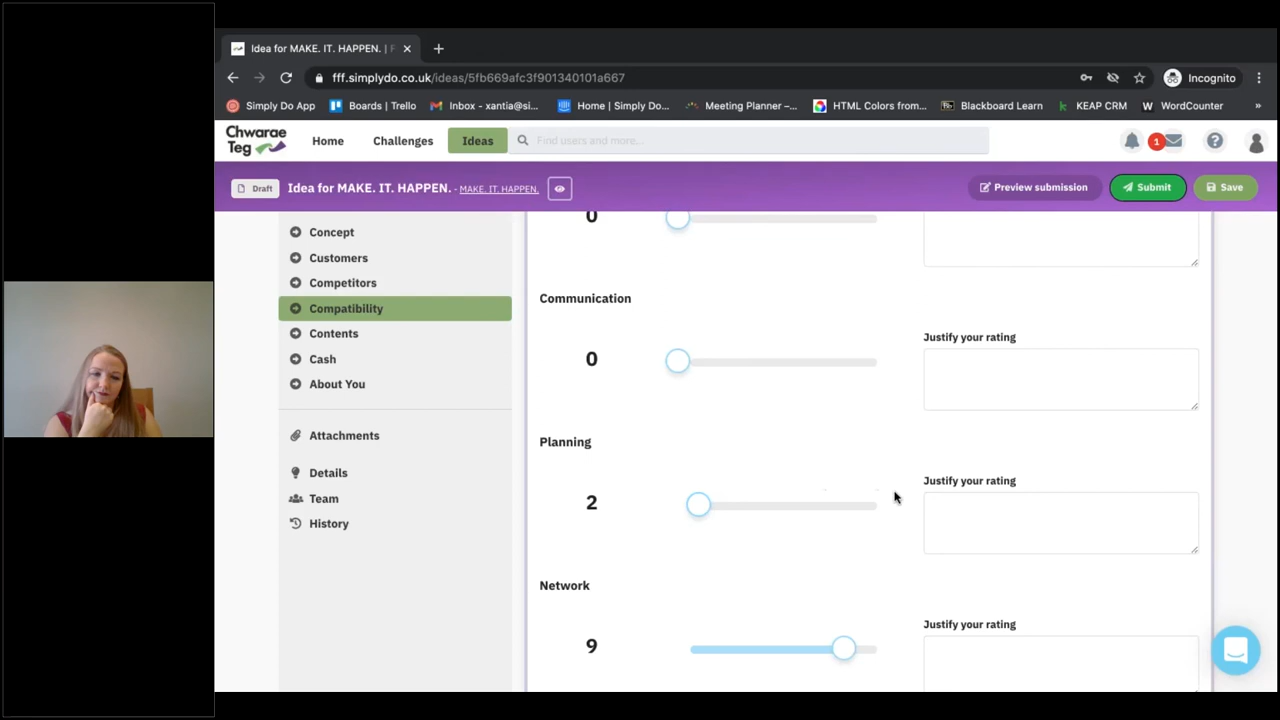 Idea for MAKE. IT. HAPPEN. | F
fff.simplydo.co.uk/ideas/5fb669afc3f901340101a667
Incognito
Simply Do App
Boards | Trello
Inbox - xantia@si...
Home | Simply Do...
Meeting Planner –...
HTML Colors from...
Blackboard Learn
KEAP CRM
WordCounter
»
Chwarae
Teg
Home
Challenges
Ideas
Find users and more...
1
Draft
Idea for MAKE. IT. HAPPEN. - MAKE. IT. HAPPEN.
Preview submission
Submit
Save
Concept
Customers
Competitors
Compatibility
Contents
Cash
About You
Attachments
Details
Team
History
0
Communication
0
Justify your rating
Planning
2
Justify your rating
Network
9
Justify your rating